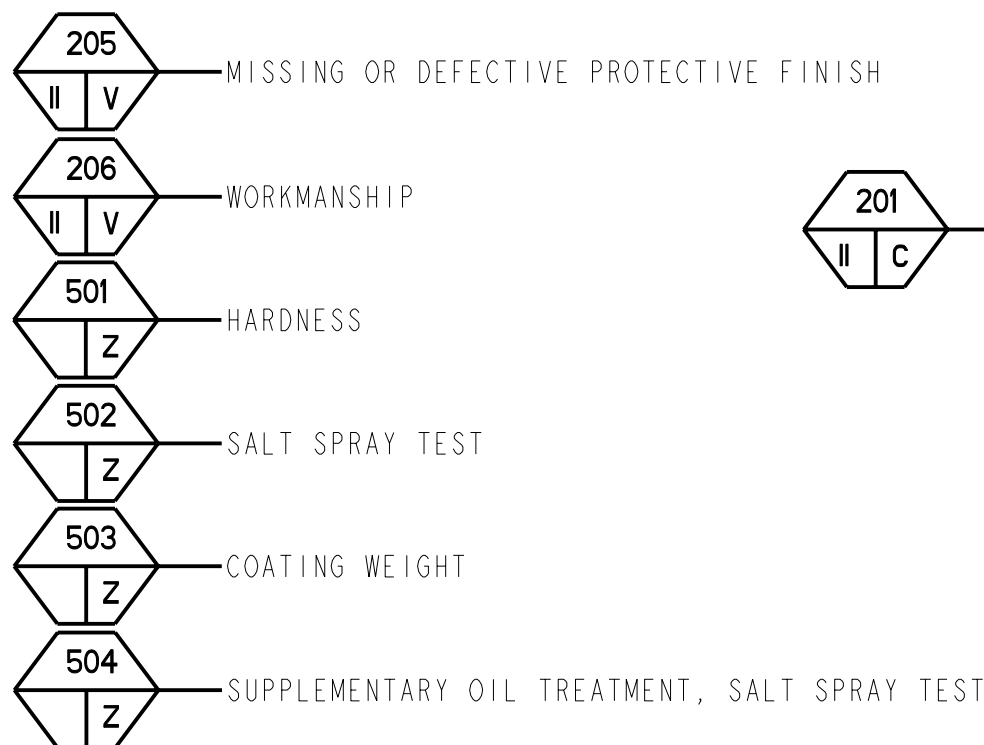 205
II V
MISSING OR DEFECTIVE PROTECTIVE FINISH
206
II V
WORKMANSHIP
201
II C
501
Z
HARDNESS
502
Z
SALT SPRAY TEST
503
Z
COATING WEIGHT
504
Z
SUPPLEMENTARY OIL TREATMENT, SALT SPRAY TEST